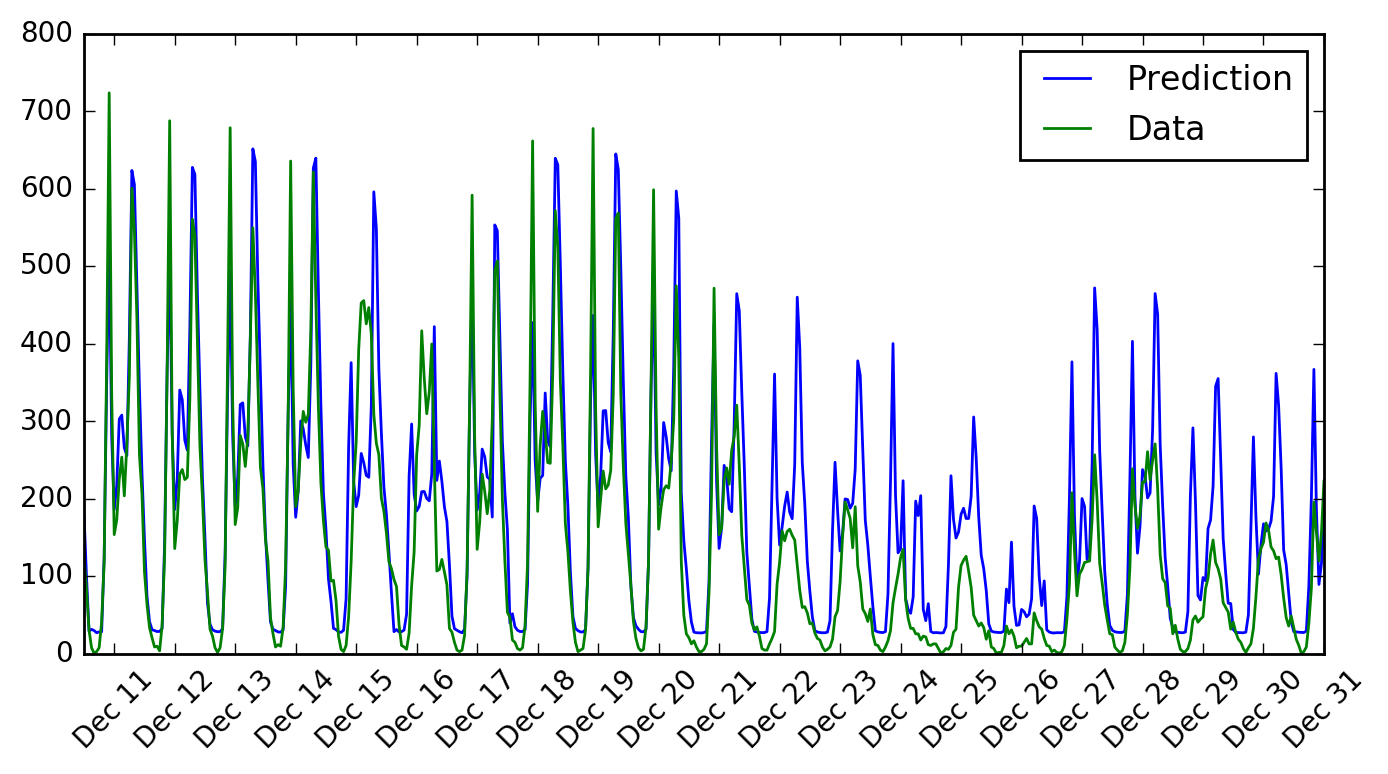 800
700
600
500
400
300
200
100
0
Prediction
Data
Dec 11
Dec 12
Dec 13
Dec 14
Dec 15
Dec 16
Dec 17
Dec 18
Dec 19
Dec 20
Dec 21
Dec 22
Dec 23
Dec 24
Dec 25
Dec 26
Dec 27
Dec 28
Dec 29
Dec 30
Dec 31